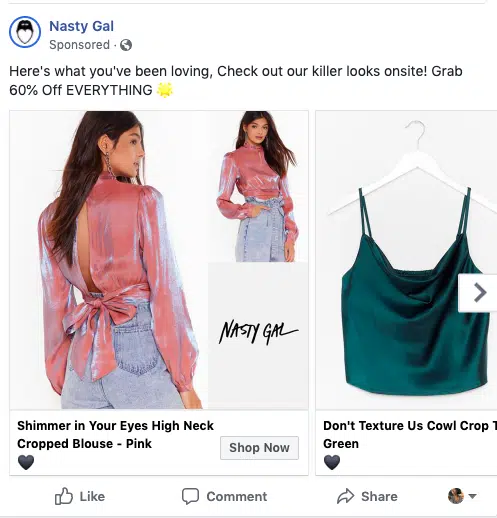 Nasty Gal
Sponsored ·
Here's what you've been loving, Check out our killer looks onsite! Grab
60% Off EVERYTHING 🌟
NASTY GAL
Shimmer in Your Eyes High Neck
Cropped Blouse - Pink
🖤
Shop Now
Don't Texture Us Cowl Crop T
Green
🖤
Like
Comment
Share